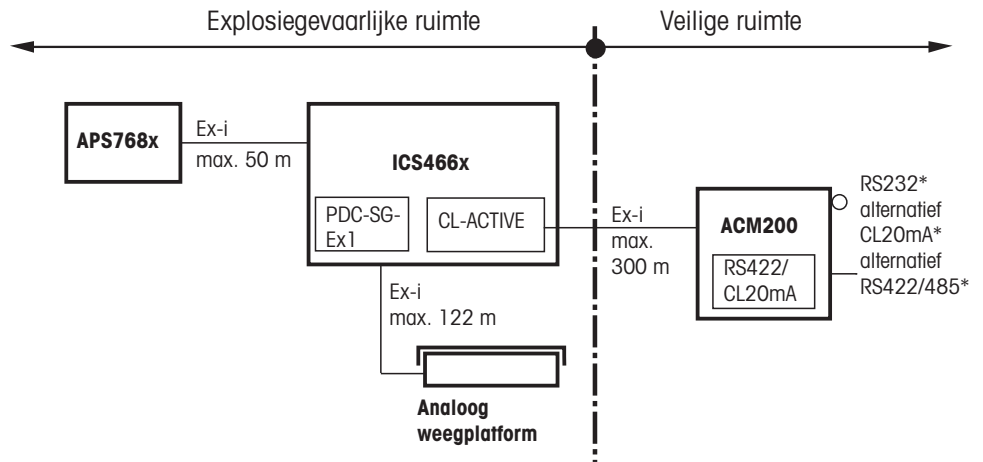 Explosiegevaarlijke ruimte
Veilige ruimte
APS768x
Ex-i
max. 50 m
ICS466x
PDC-SG-
Ex1
CL-ACTIVE
Ex-i
max.
300 m
ACM200
RS422/
CL20mA
RS232*
alternatief
CL20mA*
alternatief
RS422/485*
Ex-i
max. 122 m
Analoog
weegplatform